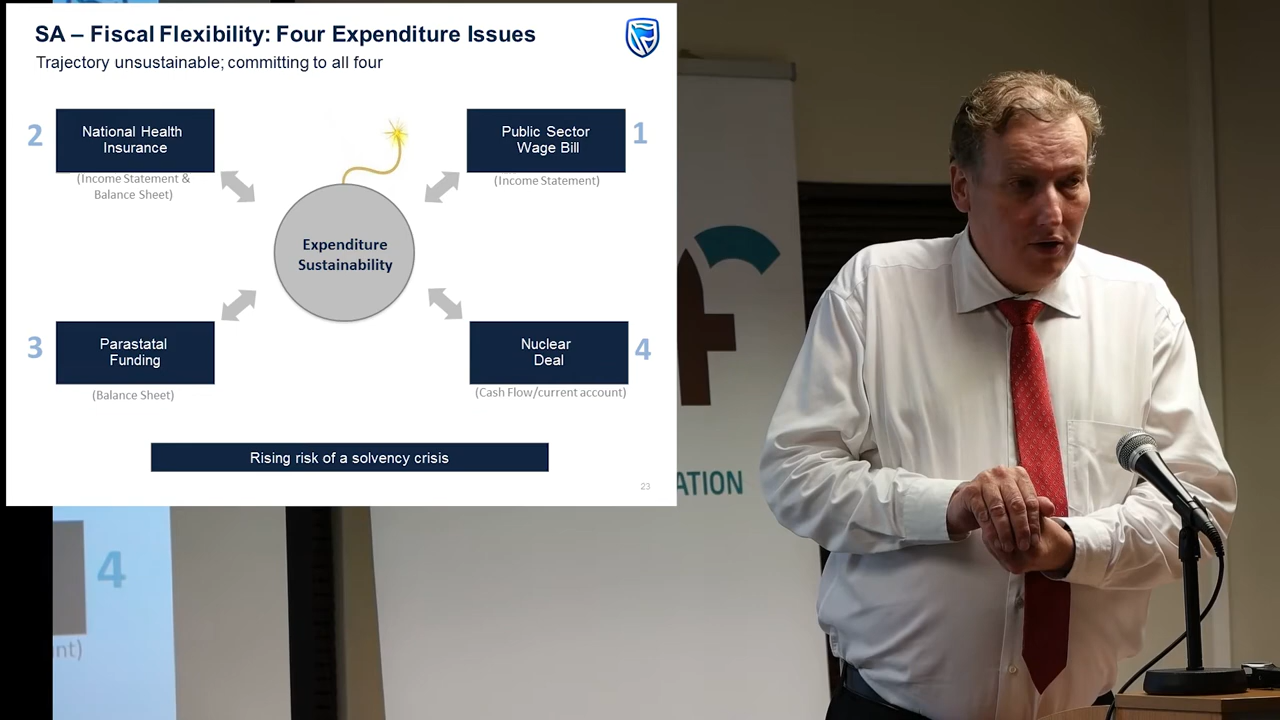 SA – Fiscal Flexibility: Four Expenditure Issues
Trajectory unsustainable; committing to all four
2
National Health
Insurance
(Income Statement &
Balance Sheet)
1
Public Sector
Wage Bill
(Income Statement)
Expenditure
Sustainability
3
Parastatal
Funding
(Balance Sheet)
4
Nuclear
Deal
(Cash Flow/current account)
Rising risk of a solvency crisis
23
ATION
4
nt)